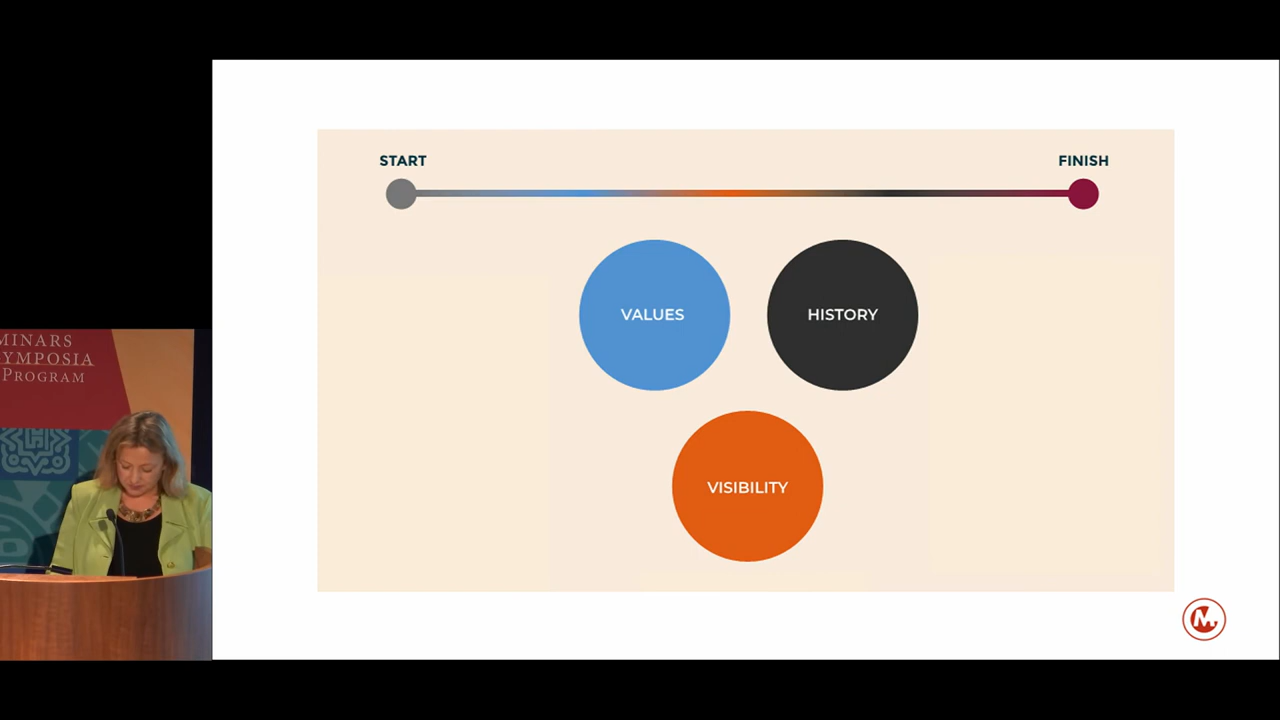 MINARS
YMPOSIA
PROGRAM
START
FINISH
VALUES
HISTORY
VISIBILITY
M